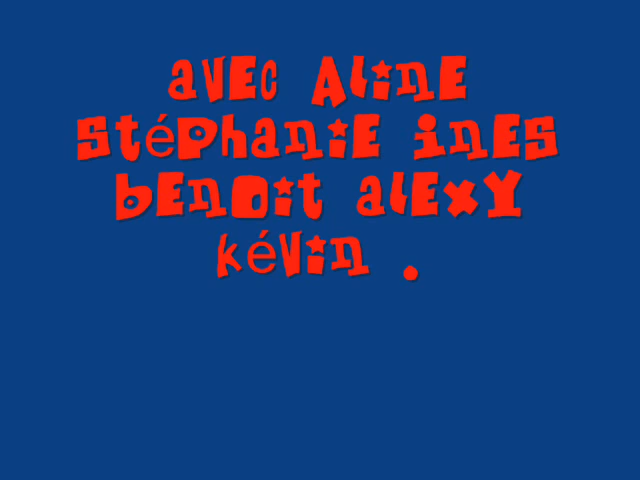 avec Aline
stéphanie ines
benoit alexy
kévin .